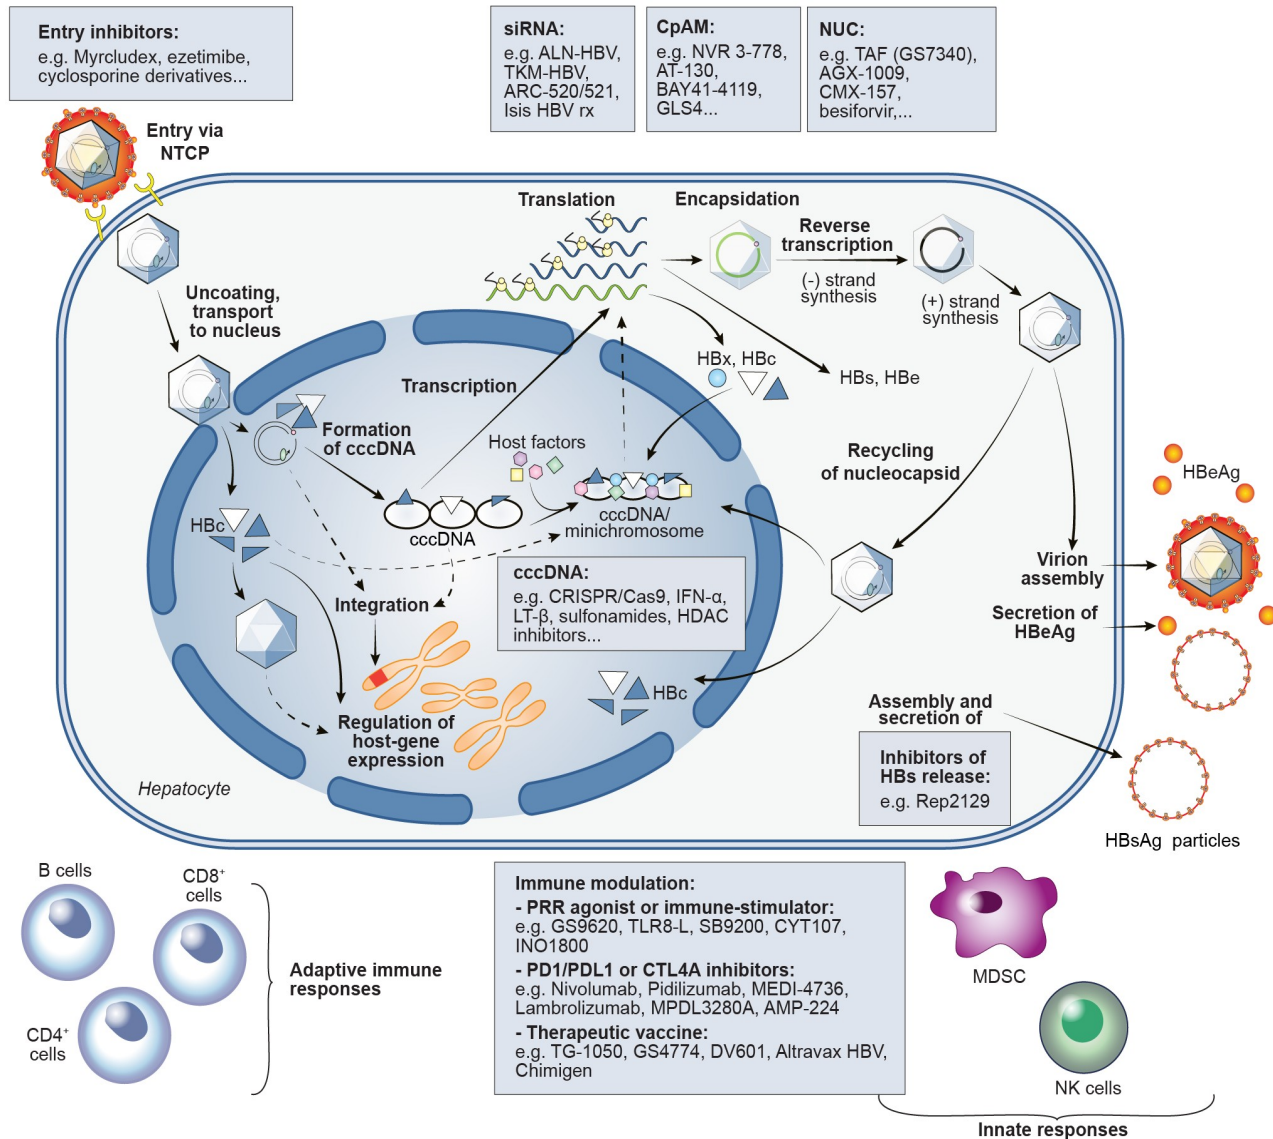 Entry inhibitors:
e.g. Myrcludex, ezetimibe,
cyclosporine derivatives...
siRNA:
e.g. ALN-HBV,
TKM-HBV,
ARC-520/521,
Isis HBV rx
CpAM:
e.g. NVR 3-778,
AT-130,
BAY41-4119,
GLS4...
NUC:
e.g. TAF (GS7340),
AGX-1009,
CMX-157,
besiforvir,...
Entry via
NTCP
Translation
Encapsidation
Reverse
transcription
(-) strand
synthesis
(+) strand
synthesis
Uncoating,
transport
to nucleus
HBx, HBc
HBs, HBe
Transcription
Formation
of cccDNA
Host factors
Recycling
of nucleocapsid
HBeAg
HBc
cccDNA
cccDNA/
minichromosome
cccDNA:
e.g. CRISPR/Cas9, IFN-α,
LT-β, sulfonamides, HDAC
inhibitors...
Integration
Virion
assembly
Secretion of
HBeAg
HBc
Regulation of
host-gene
expression
Assembly and
secretion of
Inhibitors of
HBs release:
e.g. Rep2129
Hepatocyte
HBsAg particles
B cells
CD8+
cells
CD4+
cells
Adaptive immune
responses
Immune modulation:
- PRR agonist or immune-stimulator:
e.g. GS9620, TLR8-L, SB9200, CYT107,
INO1800
- PD1/PDL1 or CTL4A inhibitors:
e.g. Nivolumab, Pidilizumab, MEDI-4736,
Lambrolizumab, MPDL3280A, AMP-224
- Therapeutic vaccine:
e.g. TG-1050, GS4774, DV601, Altravax HBV,
Chimigen
MDSC
NK cells
Innate responses